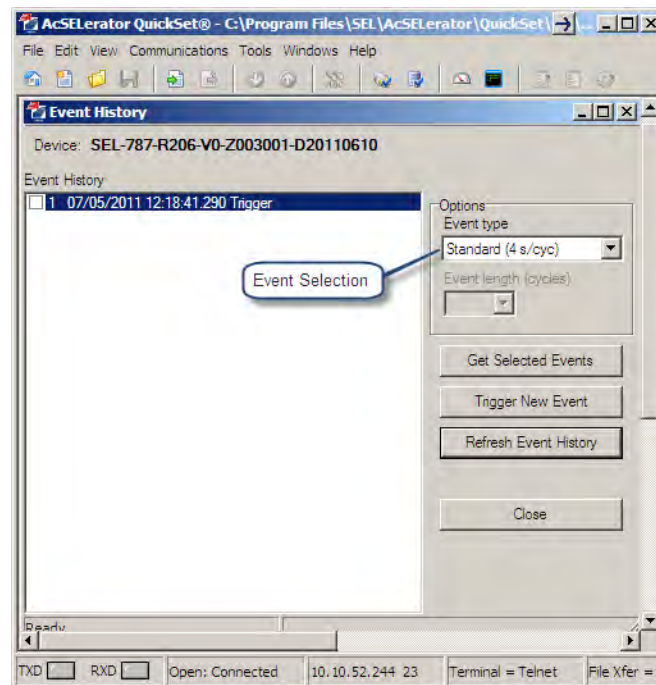 AcSELerator QuickSet® - C:\Program Files\SEL\AcSELerator\QuickSet\
File Edit View Communications Tools Windows Help
Event History
Device: SEL-787-R206-V0-Z003001-D20110610
Event History
1 07/05/2011 12:18:41.290 Trigger
Options
Event type
Standard (4 s/cyc)
Event Selection
Event length (cycles)
Get Selected Events
Trigger New Event
Refresh Event History
Close
Ready
TXD RXD Open: Connected 10.10.52.244 23 Terminal = Telnet File Xfer =